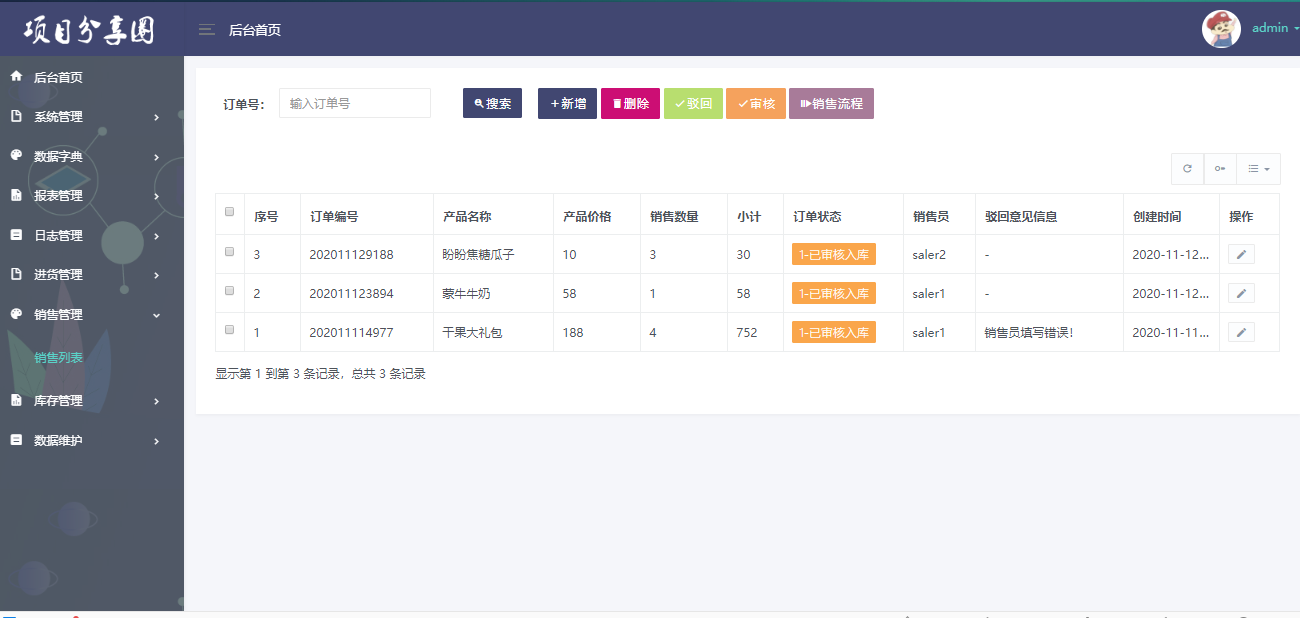 项目分享圈
后台首页
admin
后台首页
系统管理
数据字典
报表管理
日志管理
进货管理
销售管理
销售列表
库存管理
数据维护
订单号： 输入订单号 搜索 +新增 删除 驳回 审核 销售流程
序号 订单编号 产品名称 产品价格 销售数量 小计 订单状态 销售员 驳回意见信息 创建时间 操作
3 202011129188 盼盼焦糖瓜子 10 3 30 1-已审核入库 saler2 - 2020-11-12...
2 202011123894 蒙牛牛奶 58 1 58 1-已审核入库 saler1 - 2020-11-12...
1 202011114977 干果大礼包 188 4 752 1-已审核入库 saler1 销售员填写错误！ 2020-11-11...
显示第 1 到第 3 条记录，总共 3 条记录